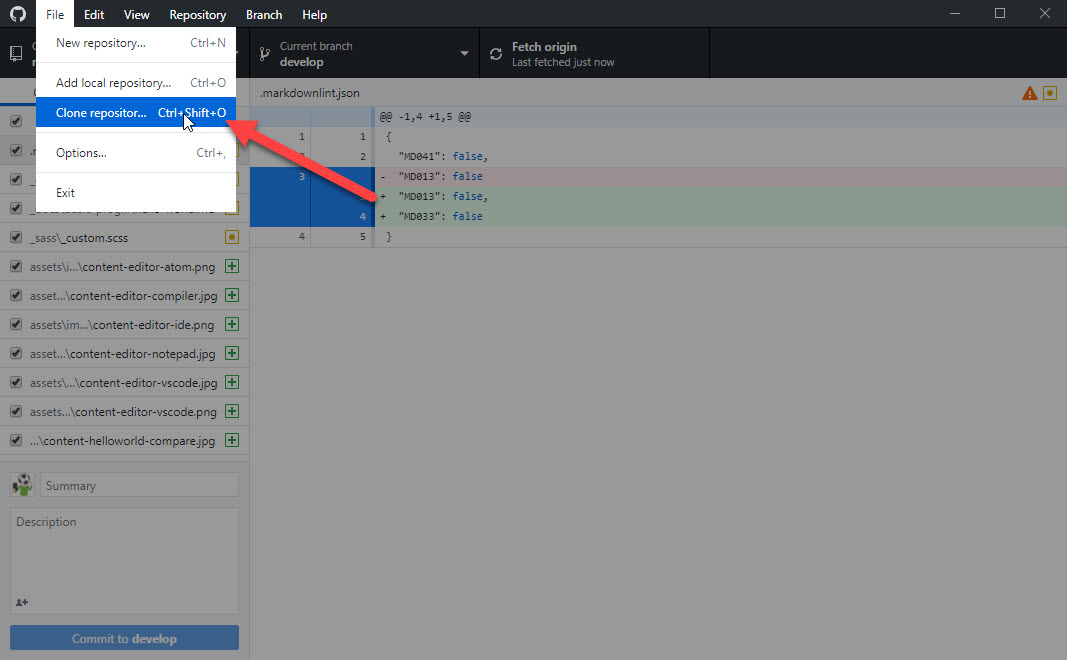 File Edit View Repository Branch Help
New repository... Ctrl+N
Add local repository... Ctrl+O
Clone repositor... Ctrl+Shift+O
Options... Ctrl+,
Exit
Current branch
develop
Fetch origin
Last fetched just now
.markdownlint.json
@@ -1,4 +1,5 @@
1 1 {
2 "MD041": false,
3 - "MD013": false
+ "MD013": false,
4 + "MD033": false
4 5 }
_sass\_custom.scss
assets\i...\content-editor-atom.png
asset...\content-editor-compiler.jpg
assets\im...\content-editor-ide.png
asset...\content-editor-notepad.jpg
assets\...\content-editor-vscode.jpg
assets...\content-editor-vscode.png
...\content-helloworld-compare.jpg
Summary
Description
Commit to develop